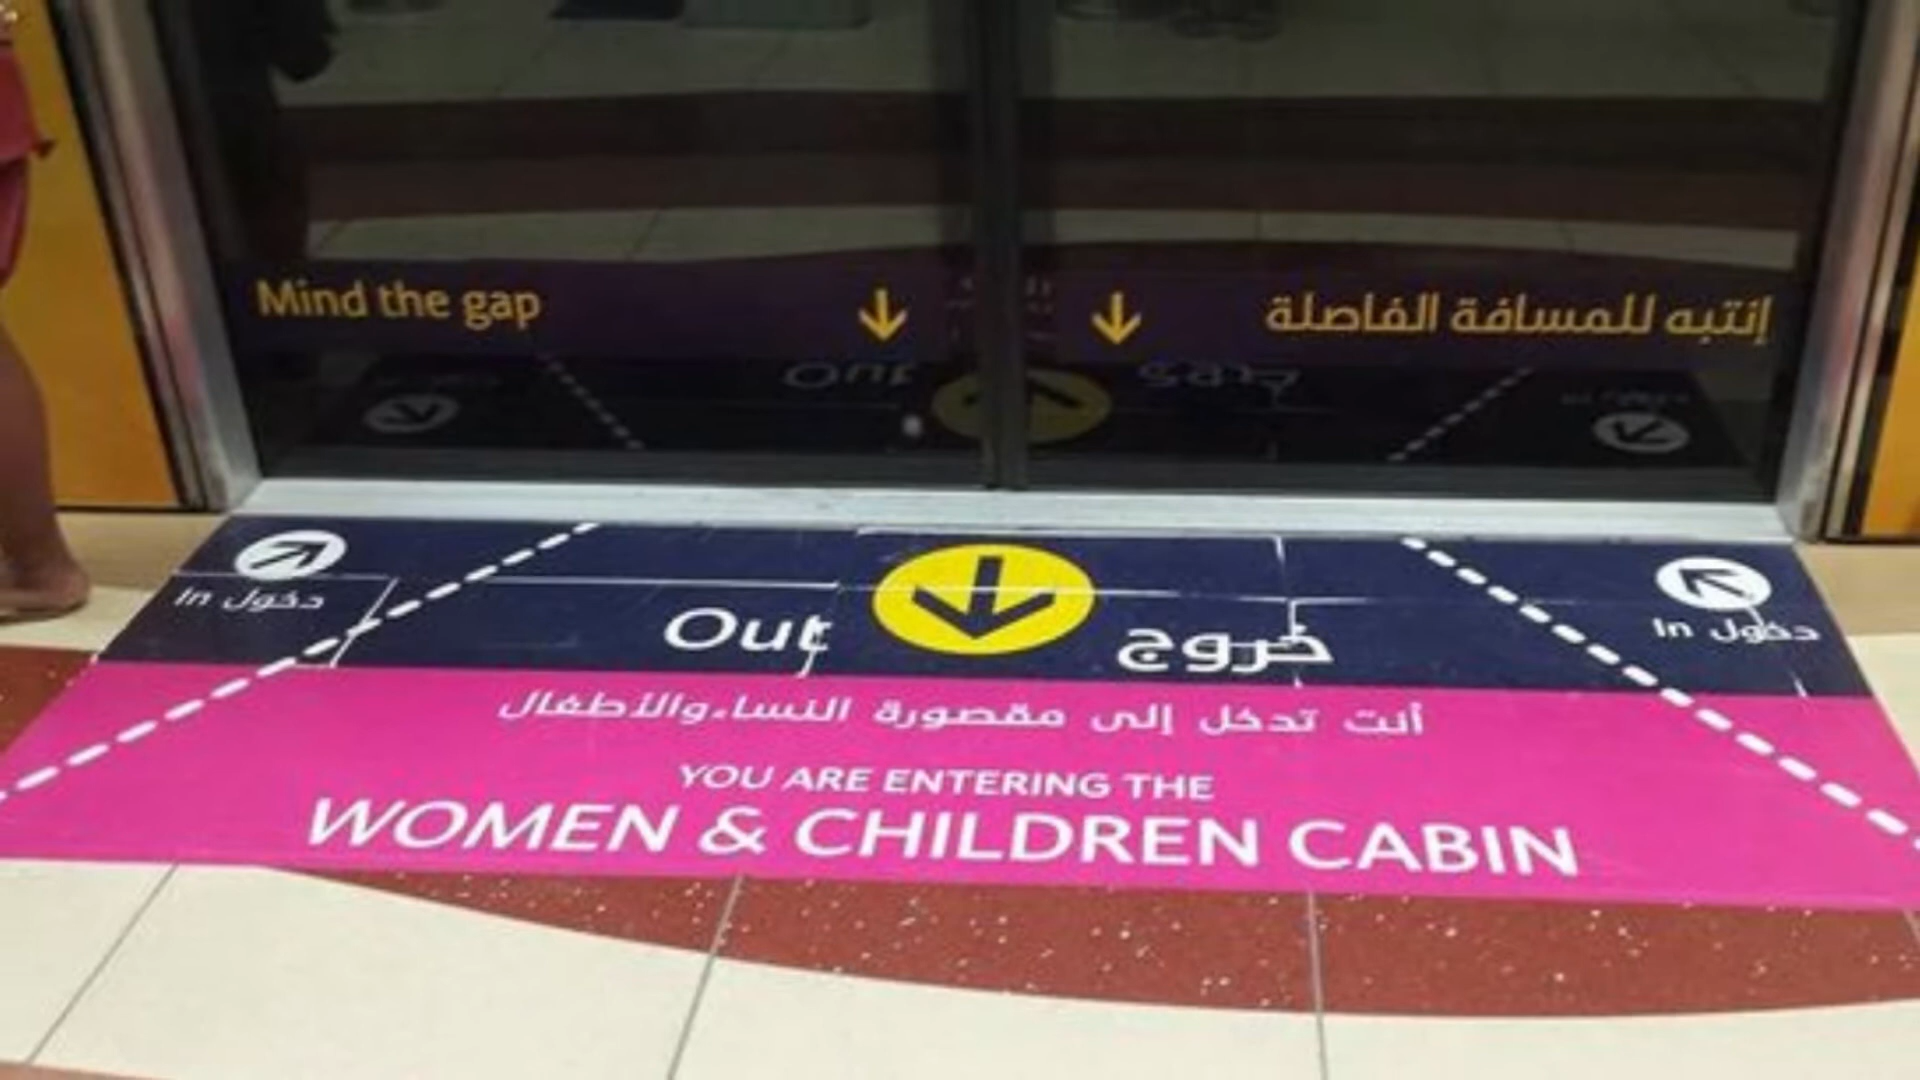 Mind the gap
إنتبه للمسافة الفاصلة
In دخول
Out خروج
In دخول
أنت تدخل إلى مقصورة النساء والأطفال
YOU ARE ENTERING THE
WOMEN & CHILDREN CABIN